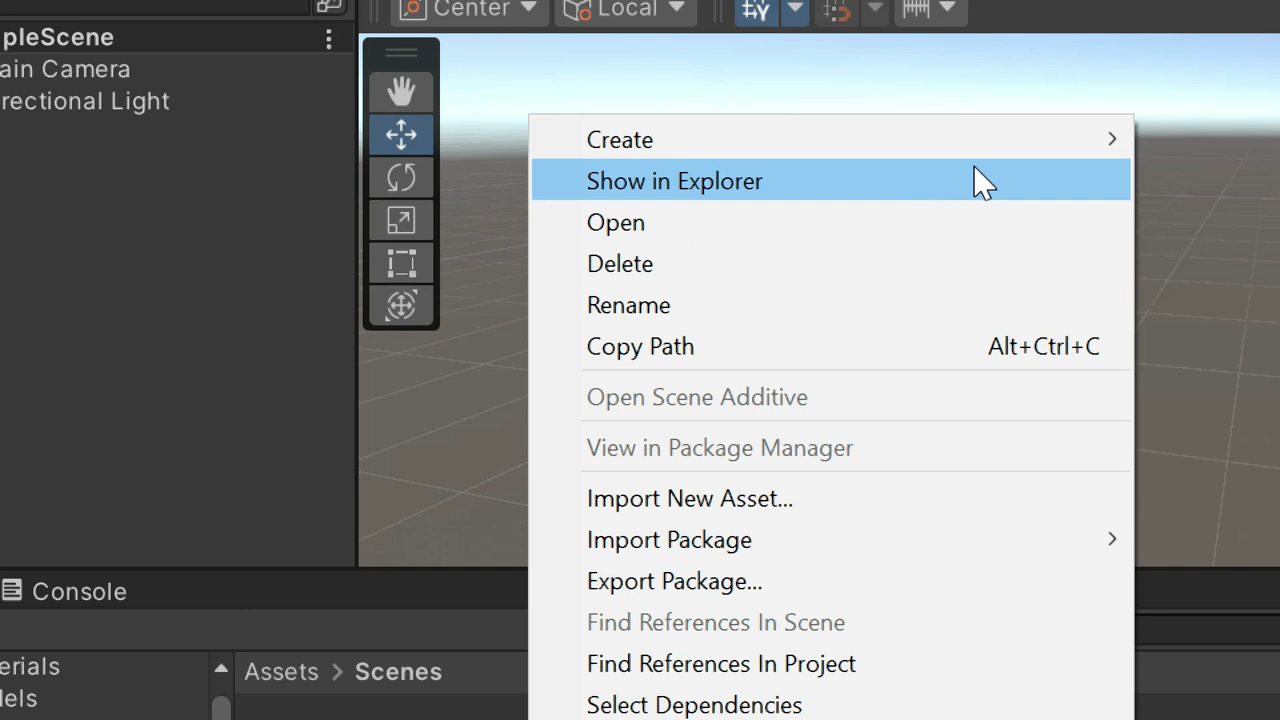 Center
Local
pleScene
ain Camera
rectional Light
Create
Show in Explorer
Open
Delete
Rename
Copy Path Alt+Ctrl+C
Open Scene Additive
View in Package Manager
Import New Asset...
Import Package
Export Package...
Find References In Scene
Find References In Project
Select Dependencies
Console
erials
dels
Assets > Scenes